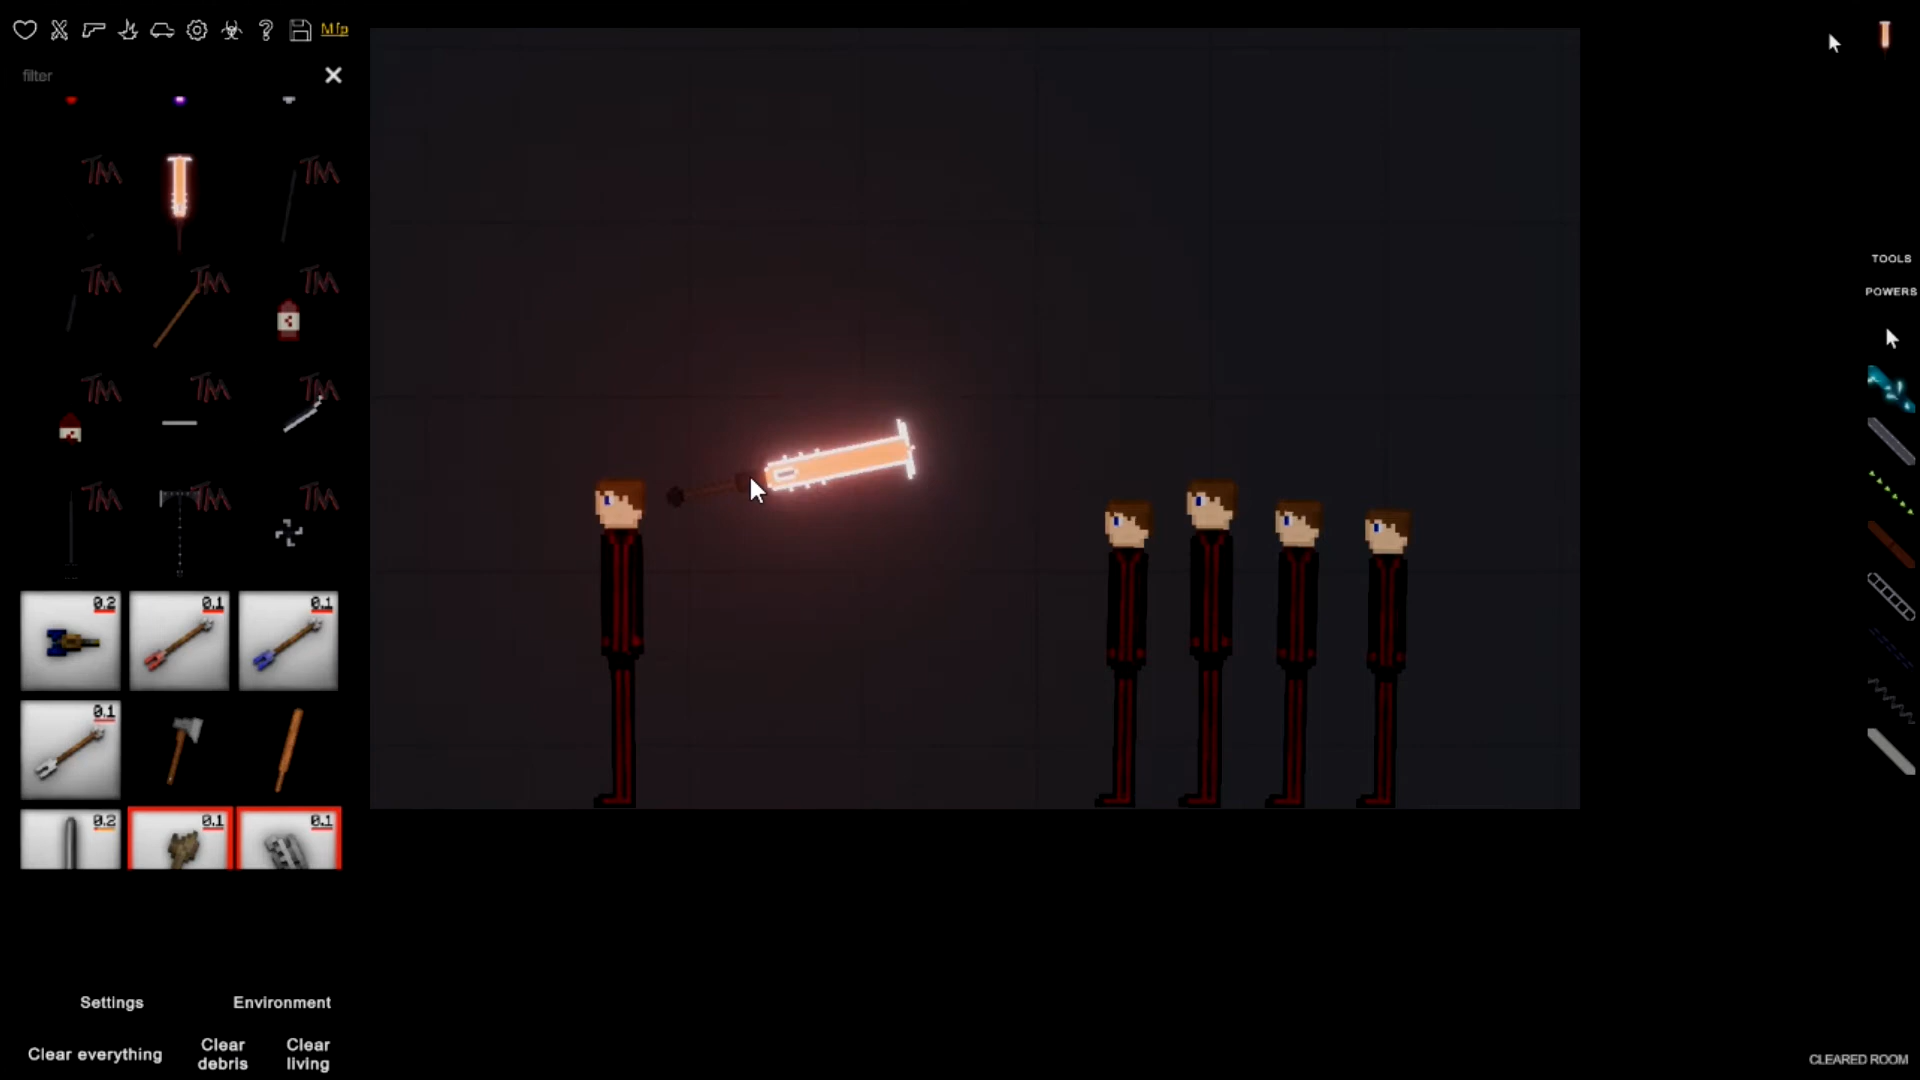 Mfp
filter
TM
TM
TM
TM
TM
TM
TM
TM
TM
TM
TM
0.2
0.1
0.1
0.1
0.2
0.1
0.1
Settings
Environment
Clear everything
Clear
debris
Clear
living
TOOLS
POWERS
CLEARED ROOM